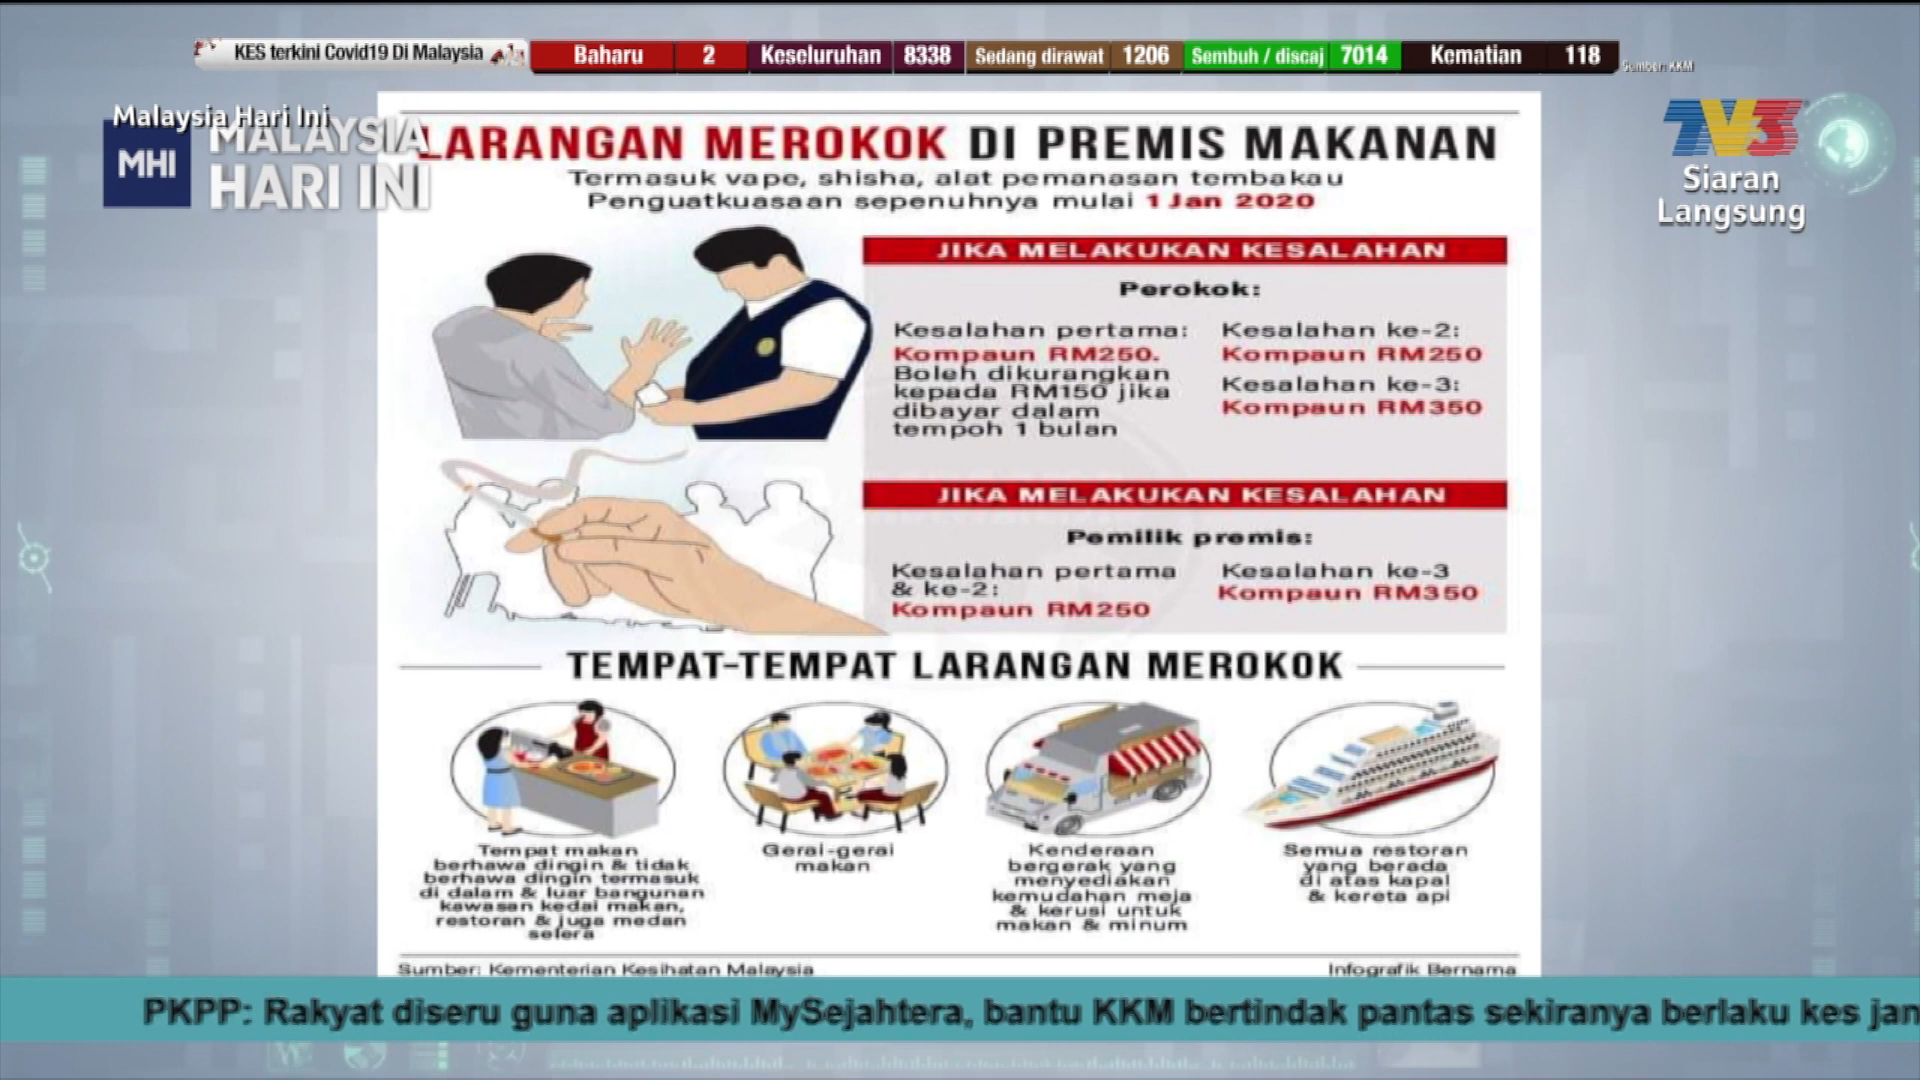 KES terkini Covid19 Di Malaysia Baharu 2 Keseluruhan 8338 Sedang dirawat 1206 Sembuh / discaj 7014 Kematian 118
Sumber: KKM
Malaysia Hari Ini
MHI
MALAYSIA
HARI INI
TV3
Siaran
Langsung
LARANGAN MEROKOK DI PREMIS MAKANAN
Termasuk vape, shisha, alat pemanasan tembakau
Penguatkuasaan sepenuhnya mulai 1 Jan 2020
JIKA MELAKUKAN KESALAHAN
Perokok:
Kesalahan pertama:
Kompaun RM250.
Boleh dikurangkan
kepada RM150 jika
dibayar dalam
tempoh 1 bulan
Kesalahan ke-2:
Kompaun RM250
Kesalahan ke-3:
Kompaun RM350
JIKA MELAKUKAN KESALAHAN
Pemilik premis:
Kesalahan pertama
& ke-2:
Kompaun RM250
Kesalahan ke-3
Kompaun RM350
TEMPAT-TEMPAT LARANGAN MEROKOK
Tempat makan
berhawa dingin & tidak
berhawa dingin termasuk
di dalam & luar bangunan
kawasan kedai makan,
restoran & juga medan
selera
Gerai-gerai
makan
Kenderaan
bergerak yang
menyediakan
kemudahan meja
& kerusi untuk
makan & minum
Semua restoran
yang berada
di atas kapal
& kereta api
Sumber: Kementerian Kesihatan Malaysia
Infografik Bernama
PKPP: Rakyat diseru guna aplikasi MySejahtera, bantu KKM bertindak pantas sekiranya berlaku kes jan